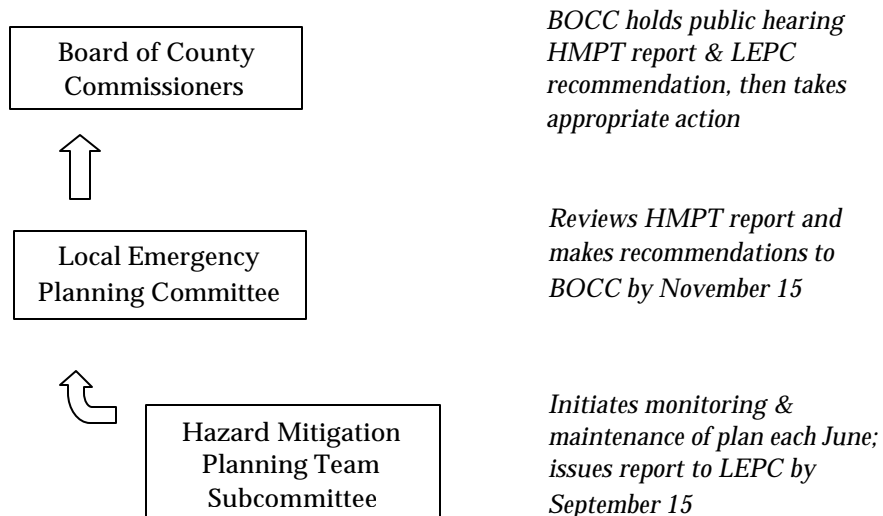 Board of County
Commissioners
BOCC holds public hearing
HMPT report & LEPC
recommendation, then takes
appropriate action
Local Emergency
Planning Committee
Reviews HMPT report and
makes recommendations to
BOCC by November 15
Hazard Mitigation
Planning Team
Subcommittee
Initiates monitoring &
maintenance of plan each June;
issues report to LEPC by
September 15